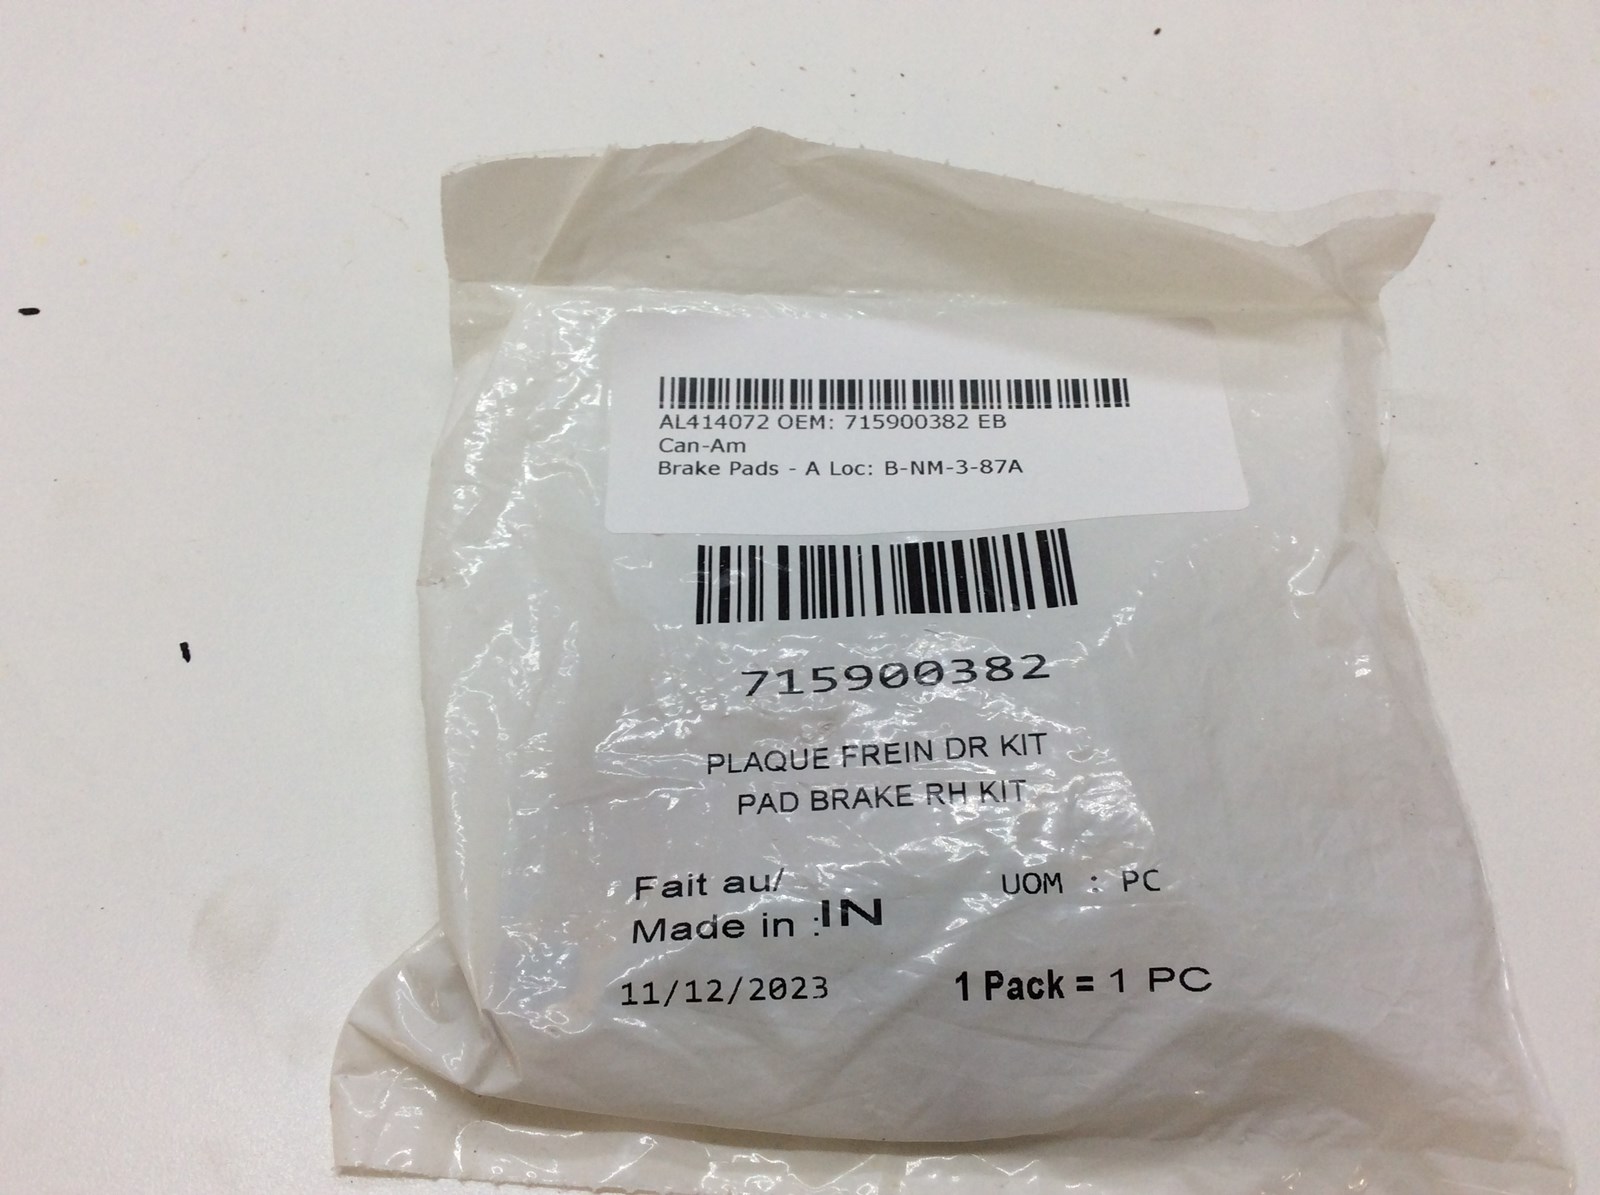 AL414072 OEM: 715900382 EB
Can-Am
Brake Pads - A Loc: B-NM-3-87A
715900382
PLAQUE FREIN DR KIT
PAD BRAKE RH KIT
Fait au/
Made in :IN
UOM : PC
11/12/2023
1 Pack = 1 PC